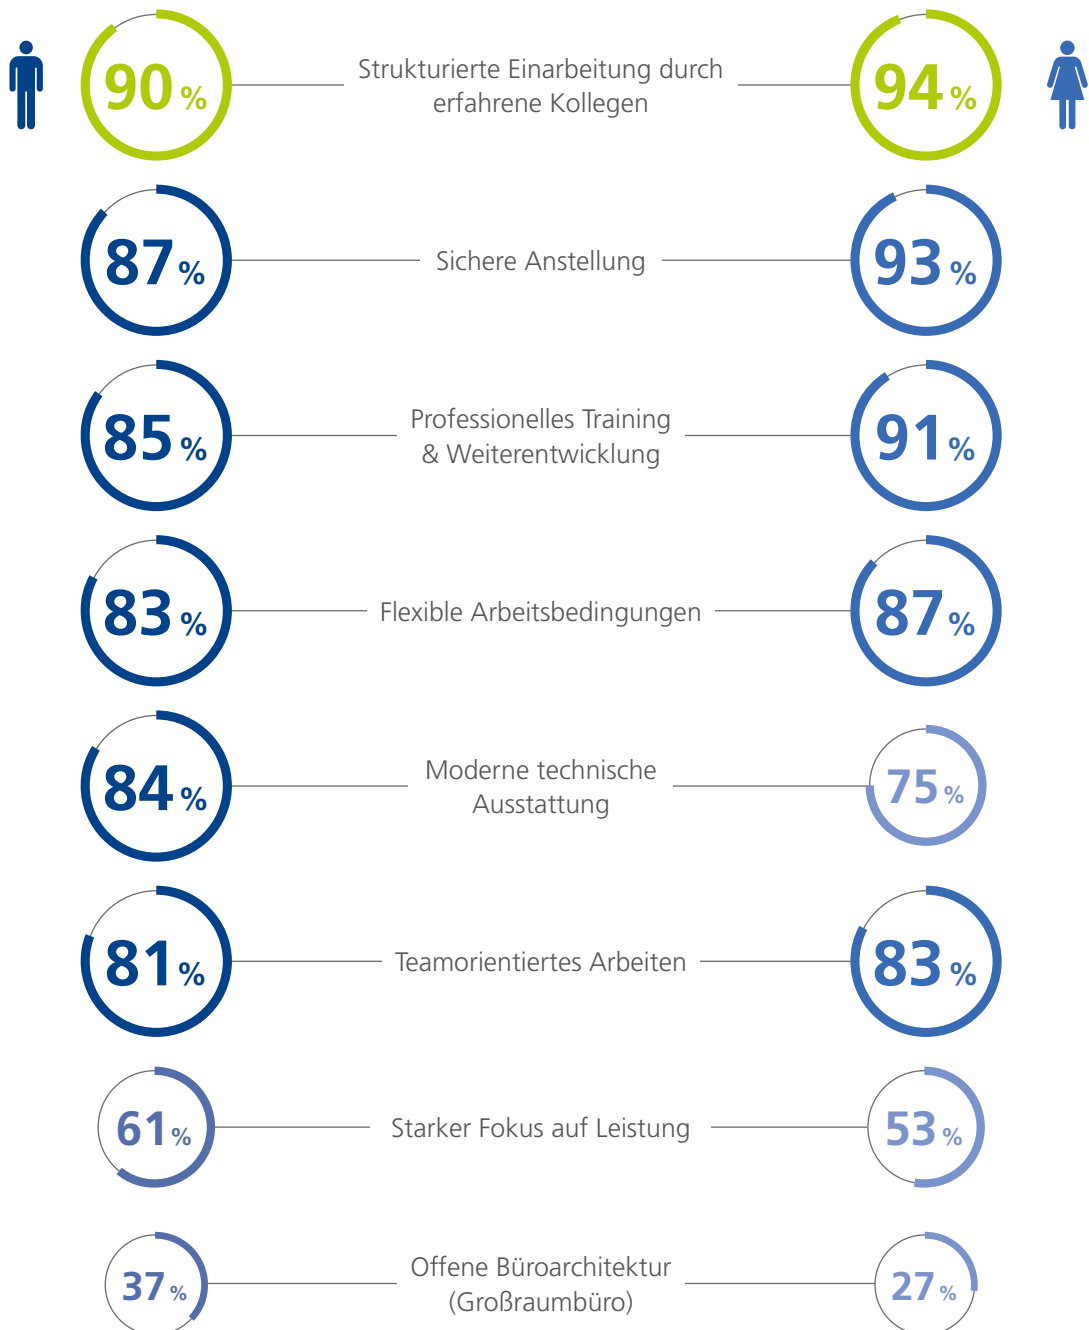 90 %
Strukturierte Einarbeitung durch
erfahrene Kollegen
94 %
87 %
Sichere Anstellung
93 %
85 %
Professionelles Training
& Weiterentwicklung
91 %
83 %
Flexible Arbeitsbedingungen
87 %
84 %
Moderne technische
Ausstattung
75 %
81 %
Teamorientiertes Arbeiten
83 %
61 %
Starker Fokus auf Leistung
53 %
37 %
Offene Büroarchitektur
(Großraumbüro)
27 %